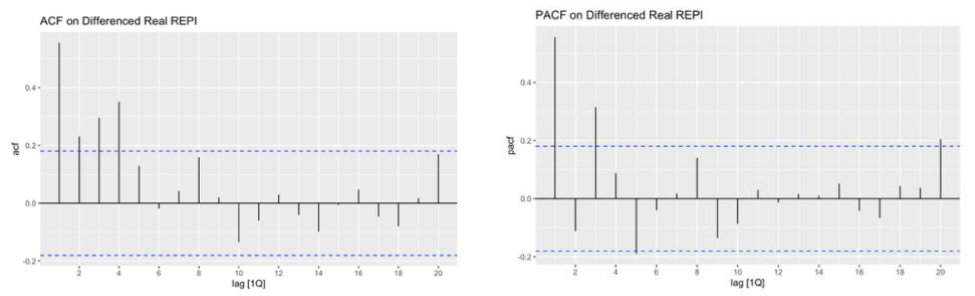 ACF on Differenced Real REPI
acf
0.4
0.2
0.0
-0.2
2 4 6 8 10 12 14 16 18 20
lag [1Q]
PACF on Differenced Real REPI
pacf
0.4
0.2
0.0
-0.2
2 4 6 8 10 12 14 16 18 20
lag [1Q]